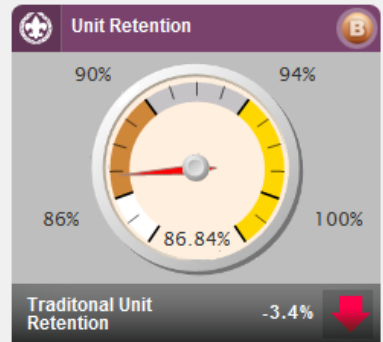 Unit Retention
B
90%
94%
86%
100%
86.84%
Traditonal Unit
Retention
-3.4%